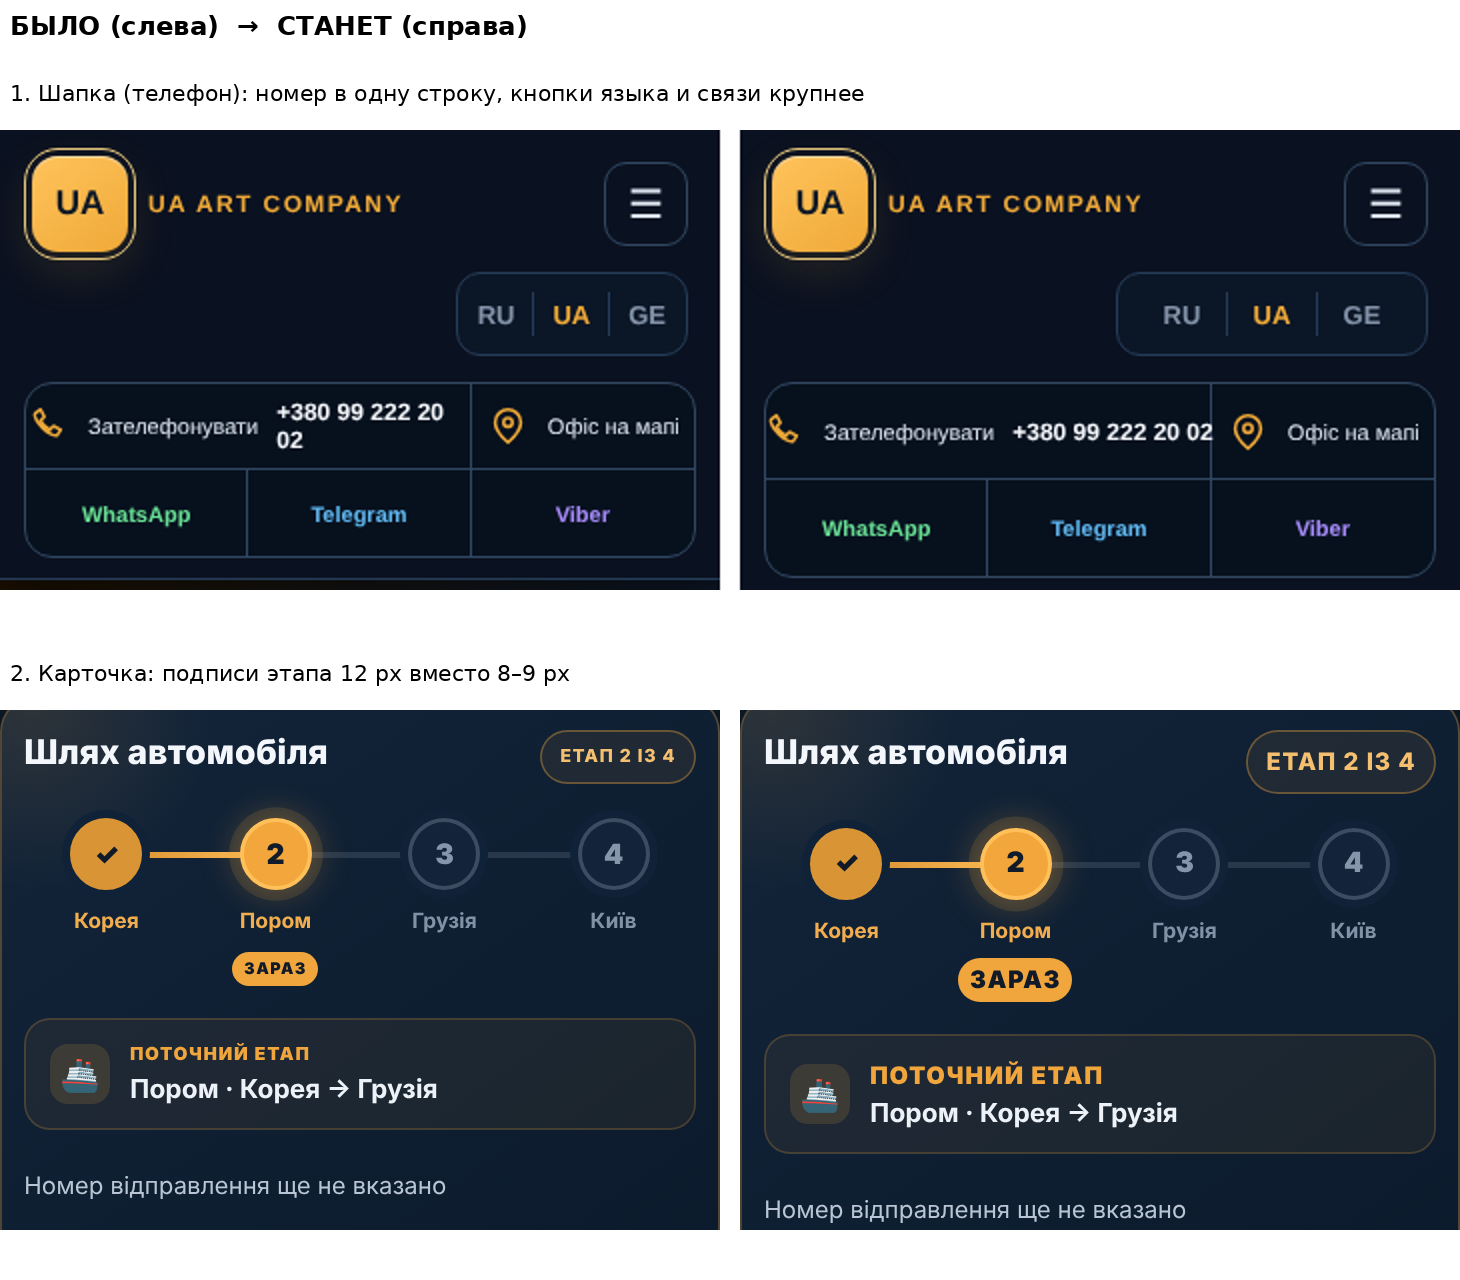 БЫЛО (слева) → СТАНЕТ (справа)
1. Шапка (телефон): номер в одну строку, кнопки языка и связи крупнее
UA UA ART COMPANY ☰
RU UA GE
Зателефонувати +380 99 222 20 02 Офіс на мапі
WhatsApp Telegram Viber
UA UA ART COMPANY ☰
RU UA GE
Зателефонувати +380 99 222 20 02 Офіс на мапі
WhatsApp Telegram Viber
2. Карточка: подписи этапа 12 px вместо 8–9 px
Шлях автомобіля ЕТАП 2 ІЗ 4
✓ 2 3 4
Корея Пором Грузія Київ
ЗАРАЗ
ПОТОЧНИЙ ЕТАП
Пором · Корея → Грузія
Номер відправлення ще не вказано
Шлях автомобіля ЕТАП 2 ІЗ 4
✓ 2 3 4
Корея Пором Грузія Київ
ЗАРАЗ
ПОТОЧНИЙ ЕТАП
Пором · Корея → Грузія
Номер відправлення ще не вказано